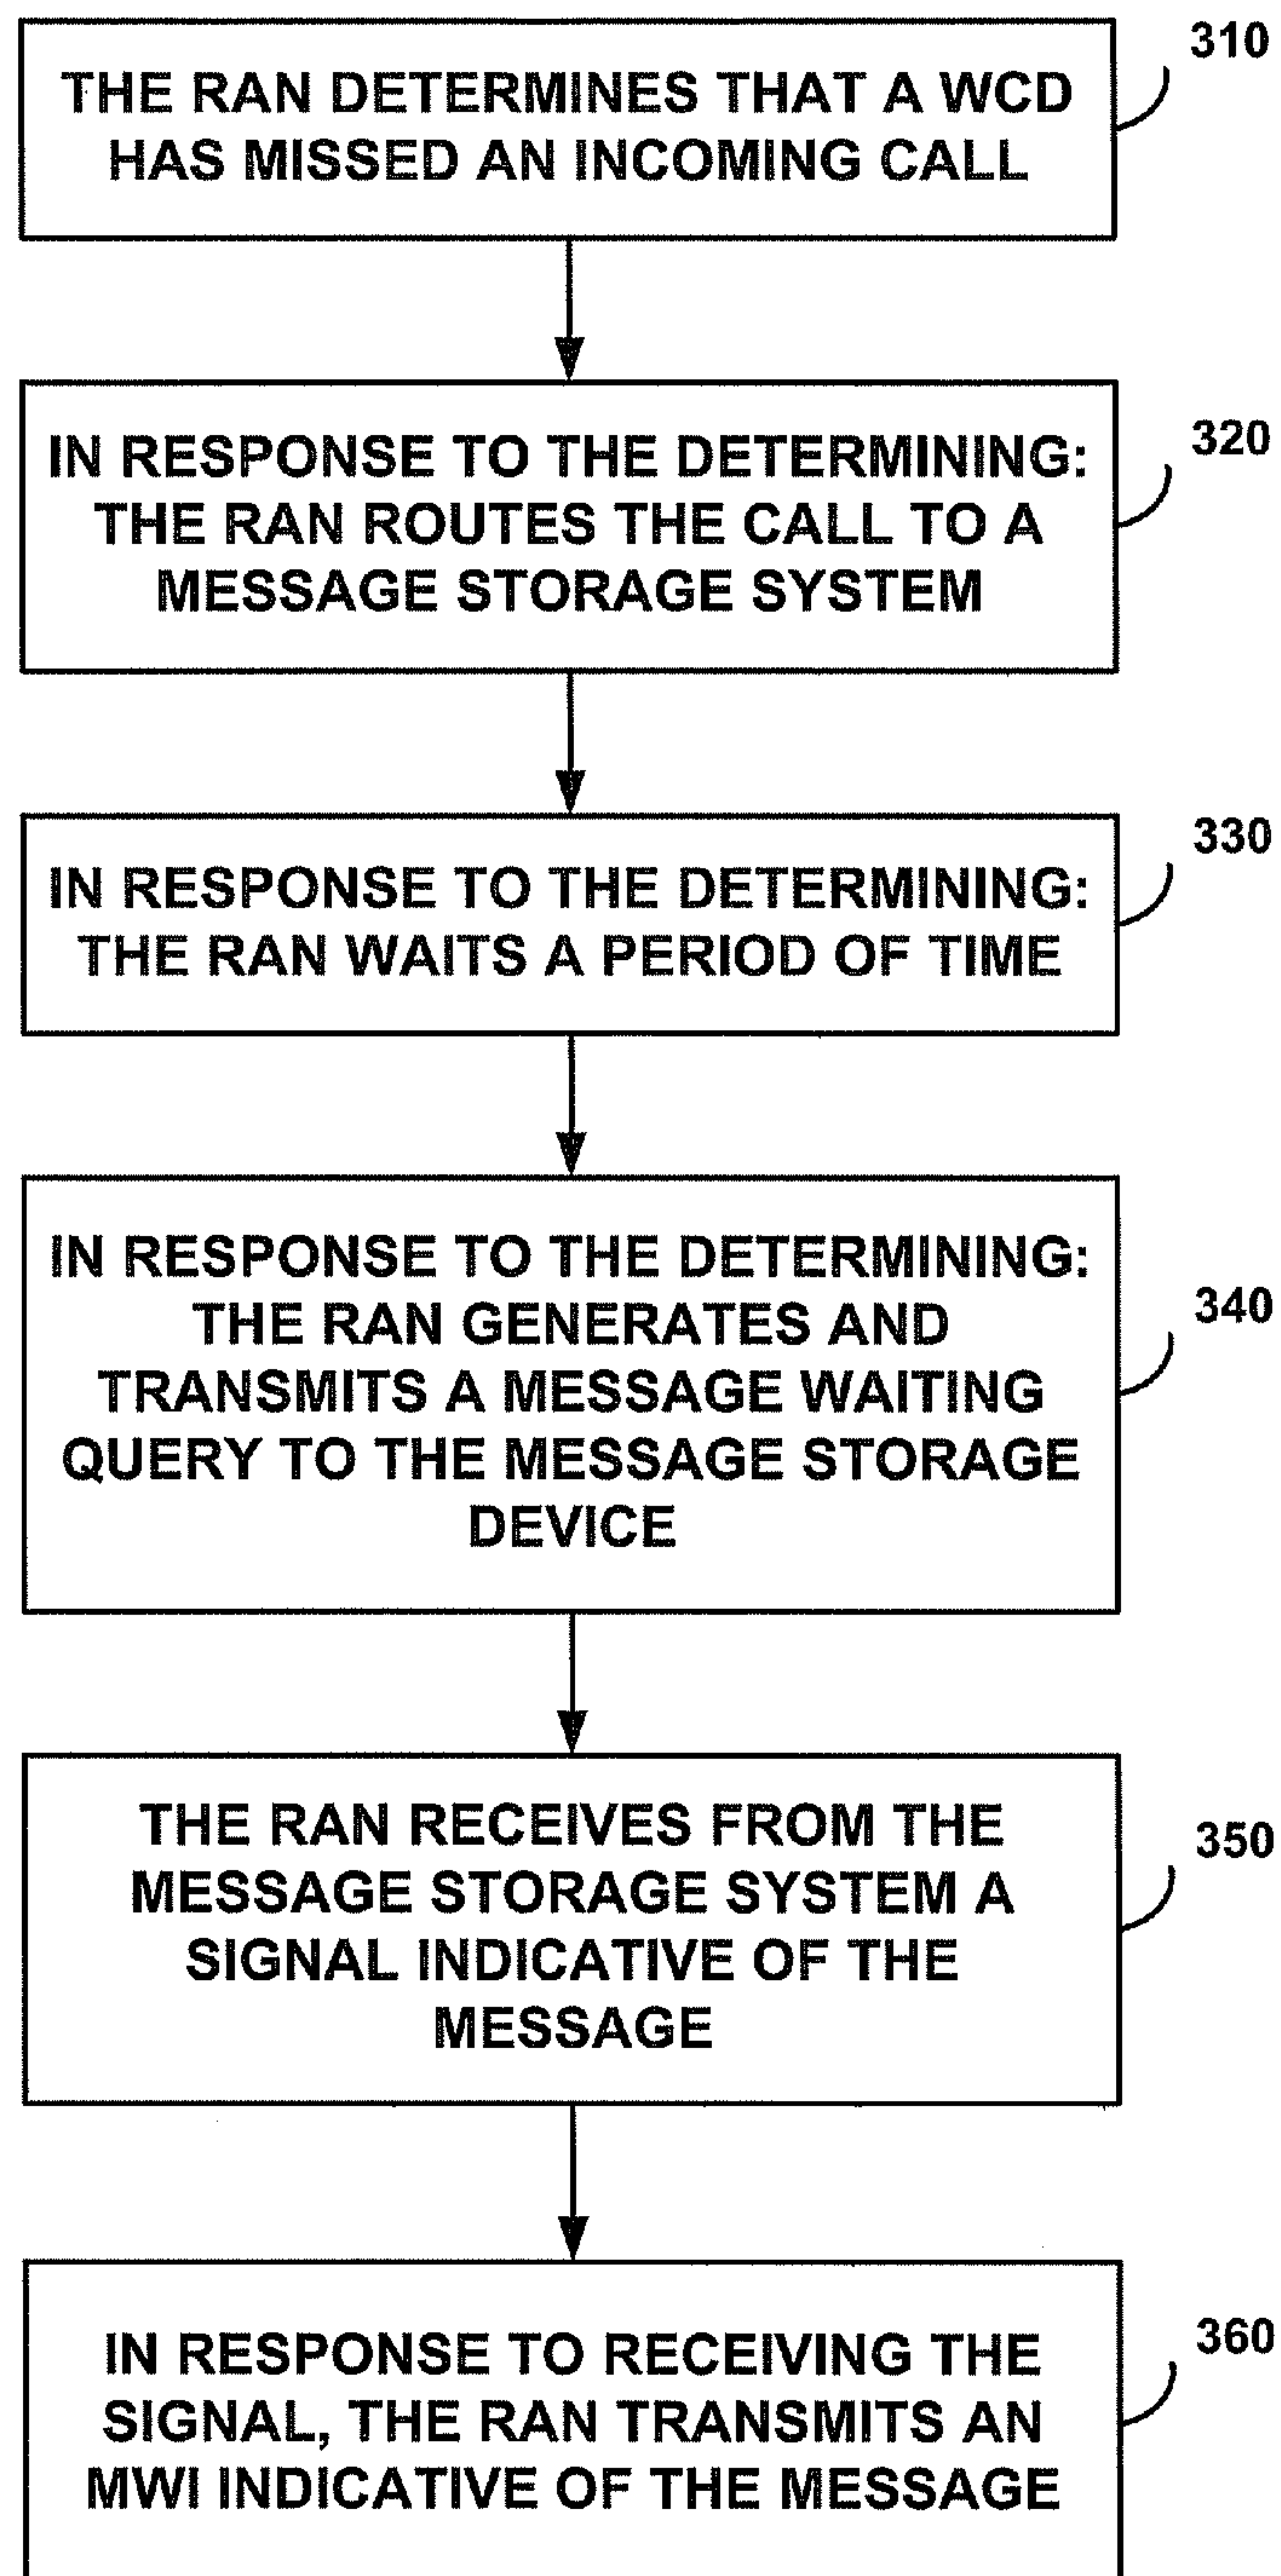 310
THE RAN DETERMINES THAT A WCD
HAS MISSED AN INCOMING CALL
320
IN RESPONSE TO THE DETERMINING:
THE RAN ROUTES THE CALL TO A
MESSAGE STORAGE SYSTEM
330
IN RESPONSE TO THE DETERMINING:
THE RAN WAITS A PERIOD OF TIME
340
IN RESPONSE TO THE DETERMINING:
THE RAN GENERATES AND
TRANSMITS A MESSAGE WAITING
QUERY TO THE MESSAGE STORAGE
DEVICE
350
THE RAN RECEIVES FROM THE
MESSAGE STORAGE SYSTEM A
SIGNAL INDICATIVE OF THE
MESSAGE
360
IN RESPONSE TO RECEIVING THE
SIGNAL, THE RAN TRANSMITS AN
MWI INDICATIVE OF THE MESSAGE